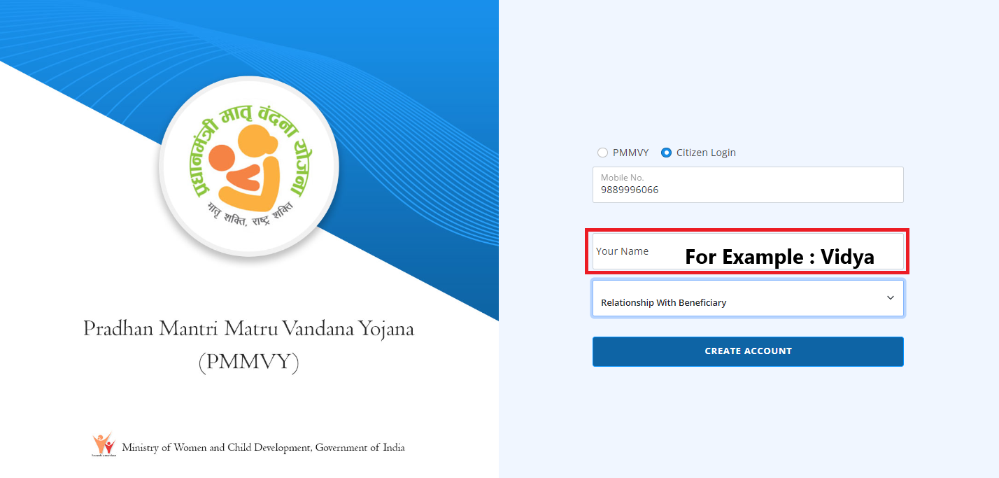 प्रधानमंत्री मातृ वंदना योजना
मातृ शक्ति, राष्ट्र शक्ति
Pradhan Mantri Matru Vandana Yojana
(PMMVY)
Ministry of Women and Child Development, Government of India
PMMVY Citizen Login
Mobile No.
9889996066
Your Name For Example : Vidya
Relationship With Beneficiary
CREATE ACCOUNT